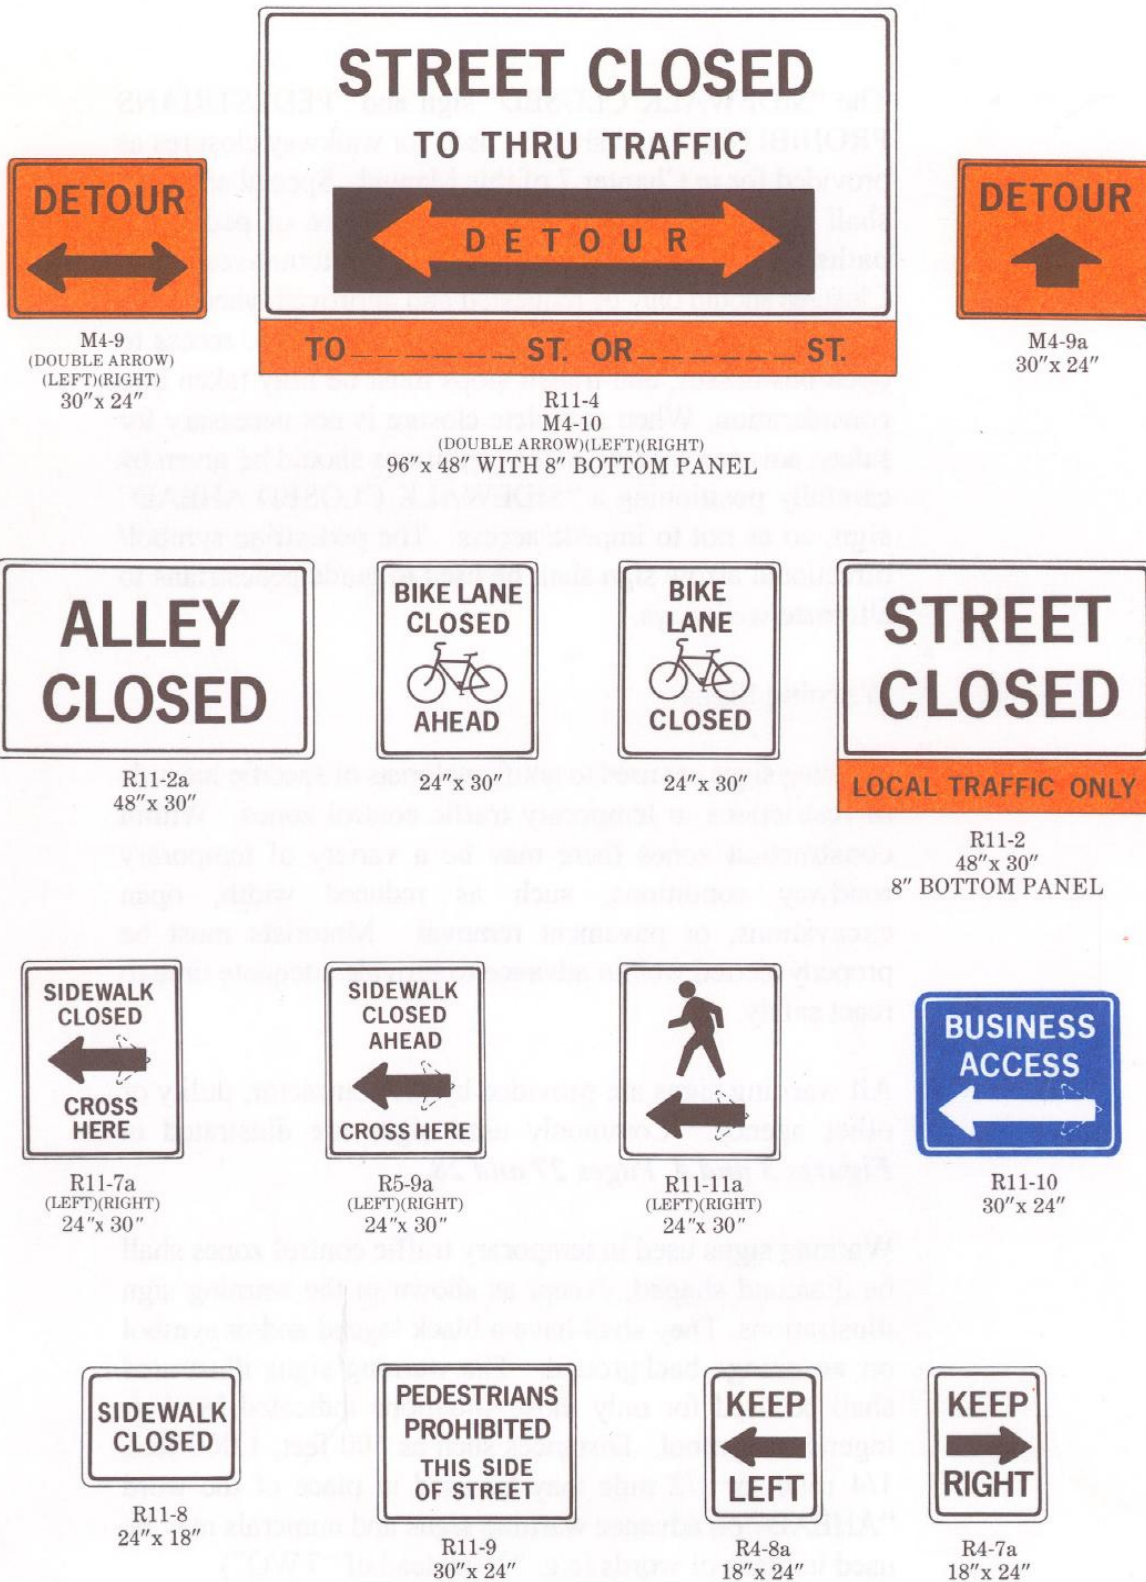 STREET CLOSED
TO THRU TRAFFIC
DETOUR
TO ______ ST. OR ______ ST.
R11-4
M4-10
(DOUBLE ARROW)(LEFT)(RIGHT)
96"x 48" WITH 8" BOTTOM PANEL
DETOUR
M4-9
(DOUBLE ARROW)
(LEFT)(RIGHT)
30"x 24"
DETOUR
M4-9a
30"x 24"
ALLEY
CLOSED
R11-2a
48"x 30"
BIKE LANE
CLOSED
AHEAD
24"x 30"
BIKE
LANE
CLOSED
24"x 30"
STREET
CLOSED
LOCAL TRAFFIC ONLY
R11-2
48"x 30"
8" BOTTOM PANEL
SIDEWALK
CLOSED
CROSS
HERE
R11-7a
(LEFT)(RIGHT)
24"x 30"
SIDEWALK
CLOSED
AHEAD
CROSS HERE
R5-9a
(LEFT)(RIGHT)
24"x 30"
R11-11a
(LEFT)(RIGHT)
24"x 30"
BUSINESS
ACCESS
R11-10
30"x 24"
SIDEWALK
CLOSED
R11-8
24"x 18"
PEDESTRIANS
PROHIBITED
THIS SIDE
OF STREET
R11-9
30"x 24"
KEEP
LEFT
R4-8a
18"x 24"
KEEP
RIGHT
R4-7a
18"x 24"